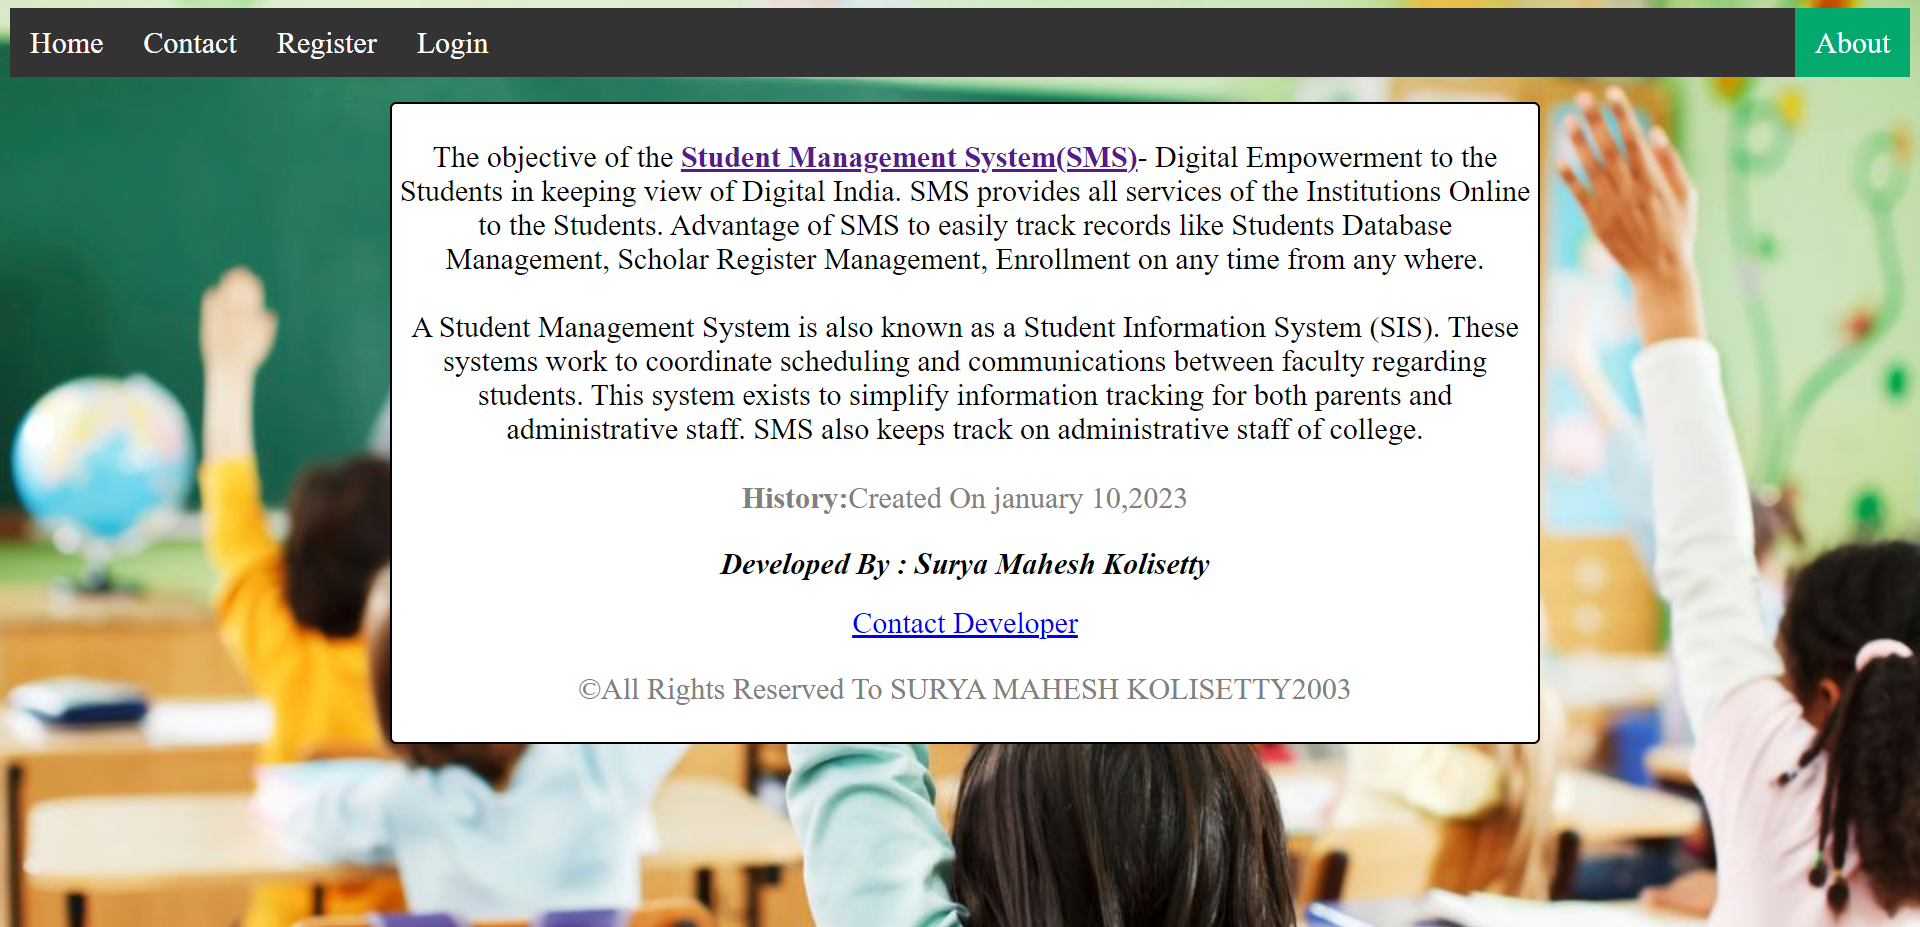 Home Contact Register Login About
The objective of the Student Management System(SMS)- Digital Empowerment to the
Students in keeping view of Digital India. SMS provides all services of the Institutions Online
to the Students. Advantage of SMS to easily track records like Students Database
Management, Scholar Register Management, Enrollment on any time from any where.
A Student Management System is also known as a Student Information System (SIS). These
systems work to coordinate scheduling and communications between faculty regarding
students. This system exists to simplify information tracking for both parents and
administrative staff. SMS also keeps track on administrative staff of college.
History:Created On january 10,2023
Developed By : Surya Mahesh Kolisetty
Contact Developer
©All Rights Reserved To SURYA MAHESH KOLISETTY2003